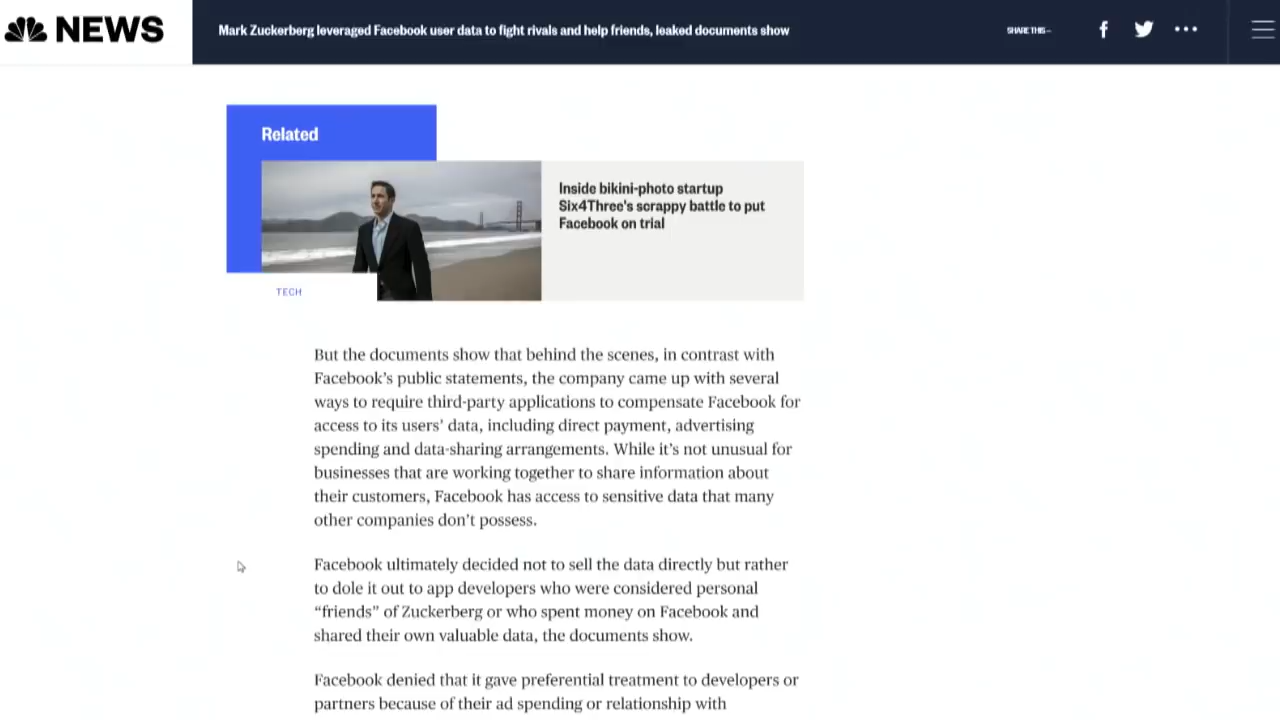 NEWS
Mark Zuckerberg leveraged Facebook user data to fight rivals and help friends, leaked documents show
SHARE THIS—
Related
Inside bikini-photo startup
Six4Three's scrappy battle to put
Facebook on trial
TECH
But the documents show that behind the scenes, in contrast with
Facebook’s public statements, the company came up with several
ways to require third-party applications to compensate Facebook for
access to its users’ data, including direct payment, advertising
spending and data-sharing arrangements. While it’s not unusual for
businesses that are working together to share information about
their customers, Facebook has access to sensitive data that many
other companies don’t possess.
Facebook ultimately decided not to sell the data directly but rather
to dole it out to app developers who were considered personal
“friends” of Zuckerberg or who spent money on Facebook and
shared their own valuable data, the documents show.
Facebook denied that it gave preferential treatment to developers or
partners because of their ad spending or relationship with